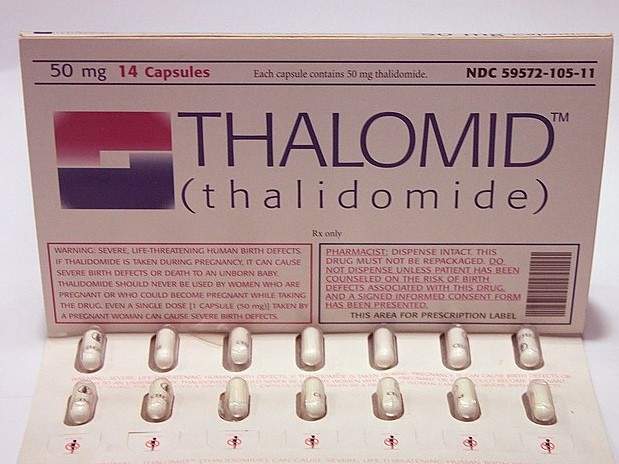 50 mg 14 Capsules Each capsule contains 50 mg thalidomide. NDC 59572-105-11
THALOMID™
(thalidomide)
Rx only
WARNING: SEVERE, LIFE-THREATENING HUMAN BIRTH DEFECTS.
IF THALIDOMIDE IS TAKEN DURING PREGNANCY, IT CAN CAUSE
SEVERE BIRTH DEFECTS OR DEATH TO AN UNBORN BABY.
THALIDOMIDE SHOULD NEVER BE USED BY WOMEN WHO ARE
PREGNANT OR WHO COULD BECOME PREGNANT WHILE TAKING
THE DRUG. EVEN A SINGLE DOSE [1 CAPSULE (50 mg)] TAKEN BY
A PREGNANT WOMAN CAN CAUSE SEVERE BIRTH DEFECTS.
PHARMACIST: DISPENSE INTACT. THIS
DRUG MUST NOT BE REPACKAGED. DO
NOT DISPENSE UNLESS PATIENT HAS BEEN
COUNSELED ON THE RISK OF BIRTH
DEFECTS ASSOCIATED WITH THIS DRUG,
AND A SIGNED INFORMED CONSENT FORM
HAS BEEN PRESENTED.
THIS AREA FOR PRESCRIPTION LABEL